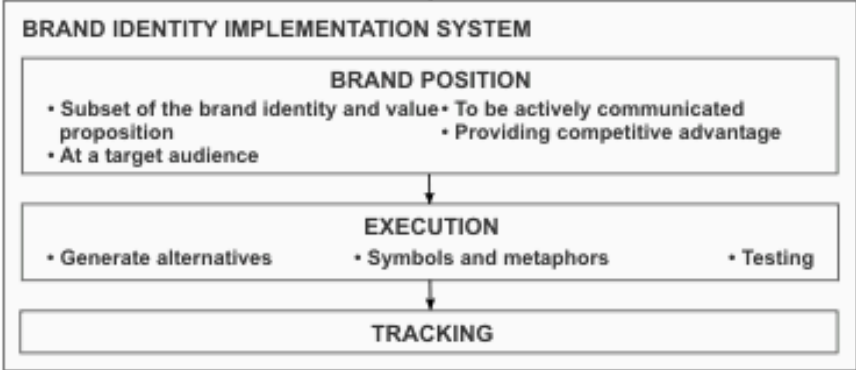 BRAND IDENTITY IMPLEMENTATION SYSTEM
BRAND POSITION
• Subset of the brand identity and value
proposition
• At a target audience
• To be actively communicated
• Providing competitive advantage
EXECUTION
• Generate alternatives
• Symbols and metaphors
• Testing
TRACKING